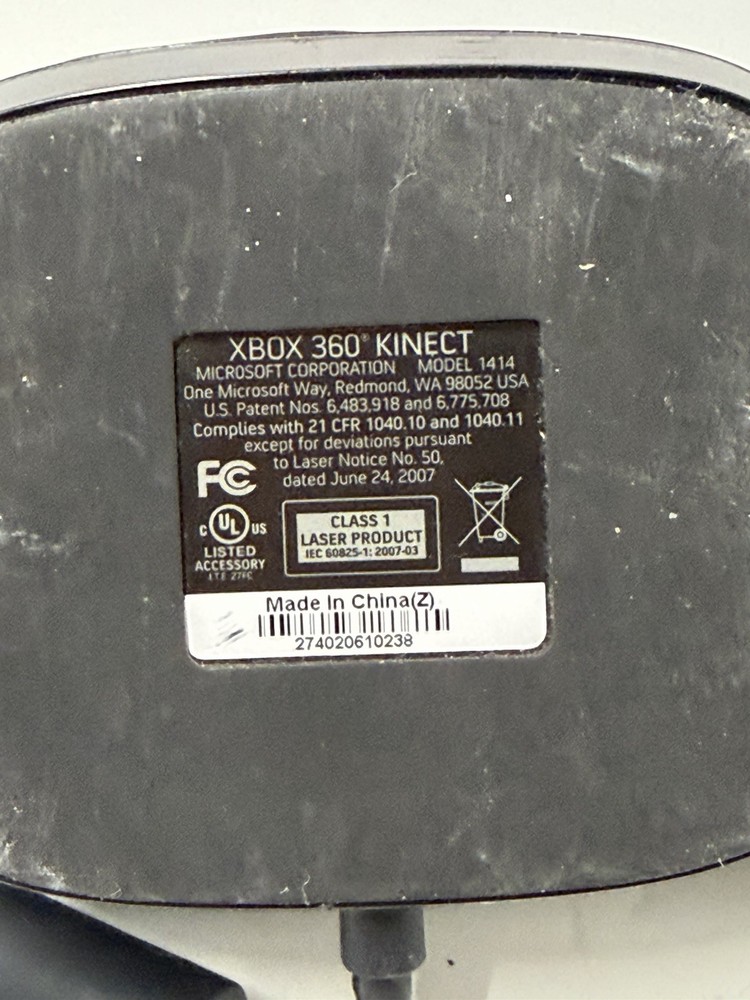 XBOX 360® KINECT
MICROSOFT CORPORATION MODEL 1414
One Microsoft Way, Redmond, WA 98052 USA
U.S. Patent Nos. 6,483,918 and 6,775,708
Complies with 21 CFR 1040.10 and 1040.11
except for deviations pursuant
to Laser Notice No. 50,
dated June 24, 2007
FC
C UL US
LISTED
ACCESSORY
I.T.E. 27FC
CLASS 1
LASER PRODUCT
IEC 60825-1: 2007-03
Made In China(Z)
274020610238